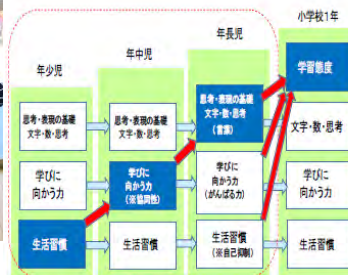 小学校1年
年長児
年中児
年少児
学習態度
思考・表現の基礎
文字・数・思考
思考・表現の基礎
文字・数・思考
思考・表現の基礎
文字・数・思考
(言葉)
文字・数・思考
学びに
向かう力
学びに
向かう力
(※協同性)
学びに
向かう力
(がんばる力)
学びに
向かう力
生活習慣
生活習慣
生活習慣
(※自己抑制)
生活習慣